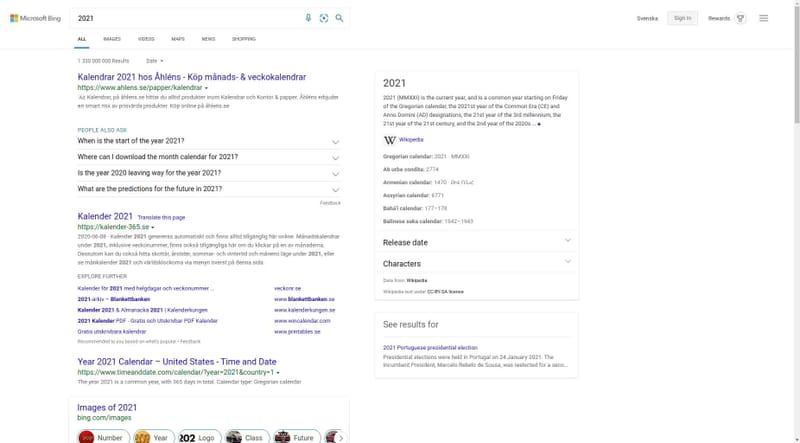 Microsoft Bing
2021
Svenska
Sign in
Rewards
ALL
IMAGES
VIDEOS
MAPS
NEWS
SHOPPING
1 330 000 000 Results
Date
Kalendrar 2021 hos Åhléns - Köp månads- & veckokalendrar
https://www.ahlens.se/papper/kalendrar
Kalendrar, på åhlens.se hittar du alltid produkter inom Kalendrar och Kontor & papper. Åhléns erbjuder
en smart mix av prisvärda produkter. Köp online på åhlens.se
PEOPLE ALSO ASK
When is the start of the year 2021?
Where can I download the month calendar for 2021?
Is the year 2020 leaving way for the year 2021?
What are the predictions for the future in 2021?
Feedback
Kalender 2021
Translate this page
https://kalender-365.se
2020-06-08 · Kalender 2021 genereras automatiskt och finns alltid tillgänglig här online. Månadskalendrar
under 2021, inklusive veckonummer, finns också tillgängliga här om du klickar på en av månaderna.
Dessutom kan du också hitta skottår, årstider, sommar- och vintertid och månens läge under 2021, eller
se månkalender 2021 och världsklockorna via menyn överst på denna sida.
EXPLORE FURTHER
Kalender för 2021 med helgdagar och veckonummer ...
veckonr.se
2021-arkiv – Blankettbanken
www.blankettbanken.se
Kalender 2021 & Almanacka 2021 | Kalenderkungen
www.kalenderkungen.se
2021 Kalender PDF - Gratis och Utskrivbar PDF Kalender
www.wincalendar.com
Gratis utskrivbara kalendrar
www.printables.se
Recommended to you based on what's popular • Feedback
Year 2021 Calendar – United States - Time and Date
https://www.timeanddate.com/calendar/?year=2021&country=1
The year 2021 is a common year, with 365 days in total. Calendar type: Gregorian calendar
Images of 2021
bing.com/images
Number
Year
Logo
Class
Future
2021
2021 (MMXXI) is the current year, and is a common year starting on Friday
of the Gregorian calendar, the 2021st year of the Common Era (CE) and
Anno Domini (AD) designations, the 21st year of the 3rd millennium, the
21st year of the 21st century, and the 2nd year of the 2020s ...
W
Wikipedia
Gregorian calendar: 2021 · MMXXI
Ab urbe condita: 2774
Armenian calendar: 1470 · ԹՎ ՌՆՀ
Assyrian calendar: 6771
Bahá'í calendar: 177–178
Balinese saka calendar: 1942–1943
Release date
Characters
Data from: Wikipedia
Wikipedia text under CC-BY-SA license
See results for
2021 Portuguese presidential election
Presidential elections were held in Portugal on 24 January 2021. The
incumbent President, Marcelo Rebelo de Sousa, was reelected for a seco...